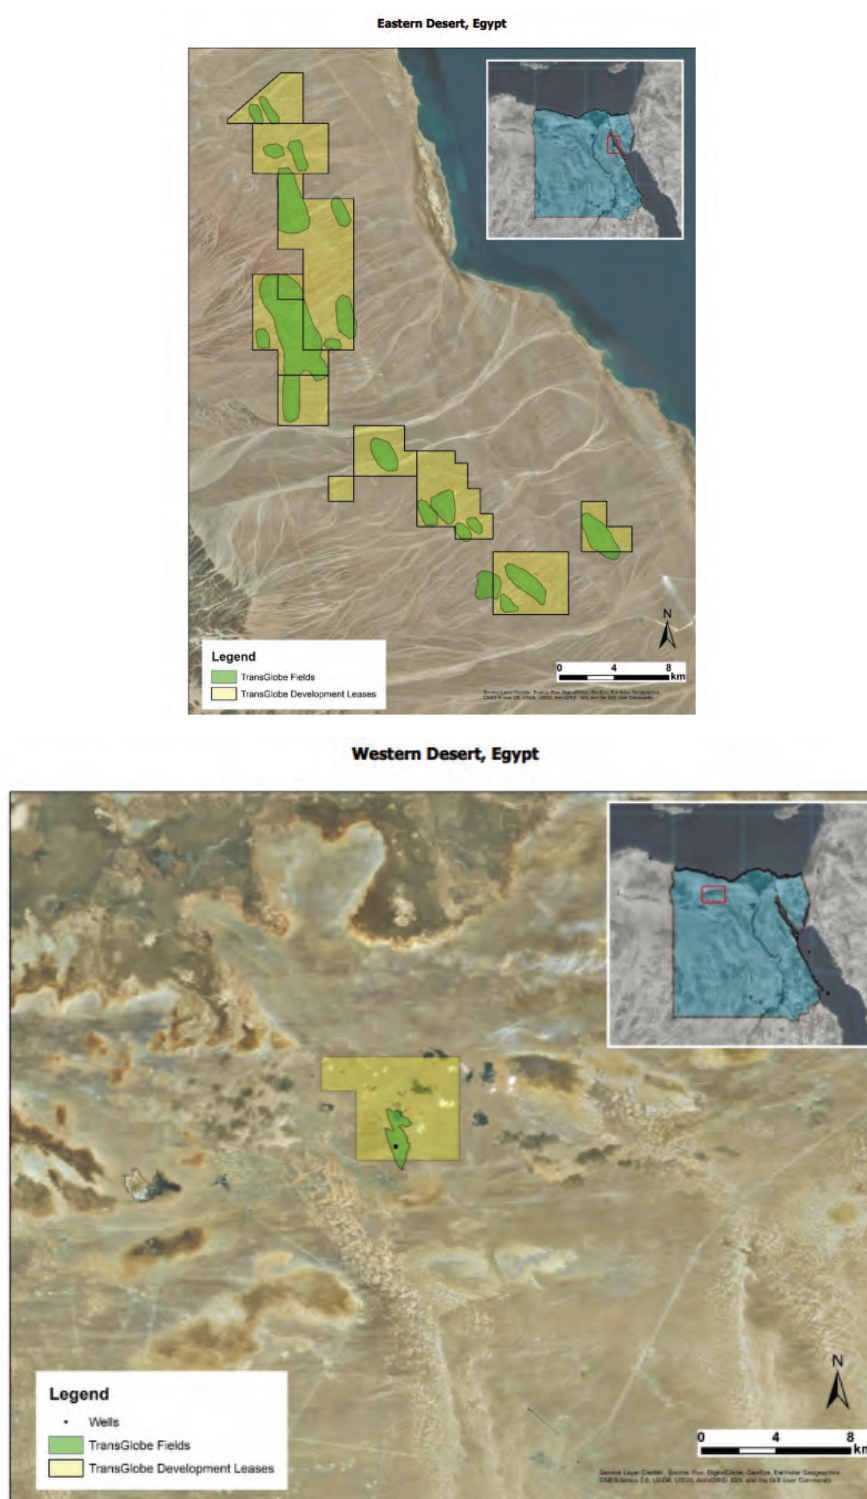 Eastern Desert, Egypt
N
Legend
TransGlobe Fields
TransGlobe Development Leases
0 4 8
km
Western Desert, Egypt
N
Legend
Wells
TransGlobe Fields
TransGlobe Development Leases
0 4 8
km